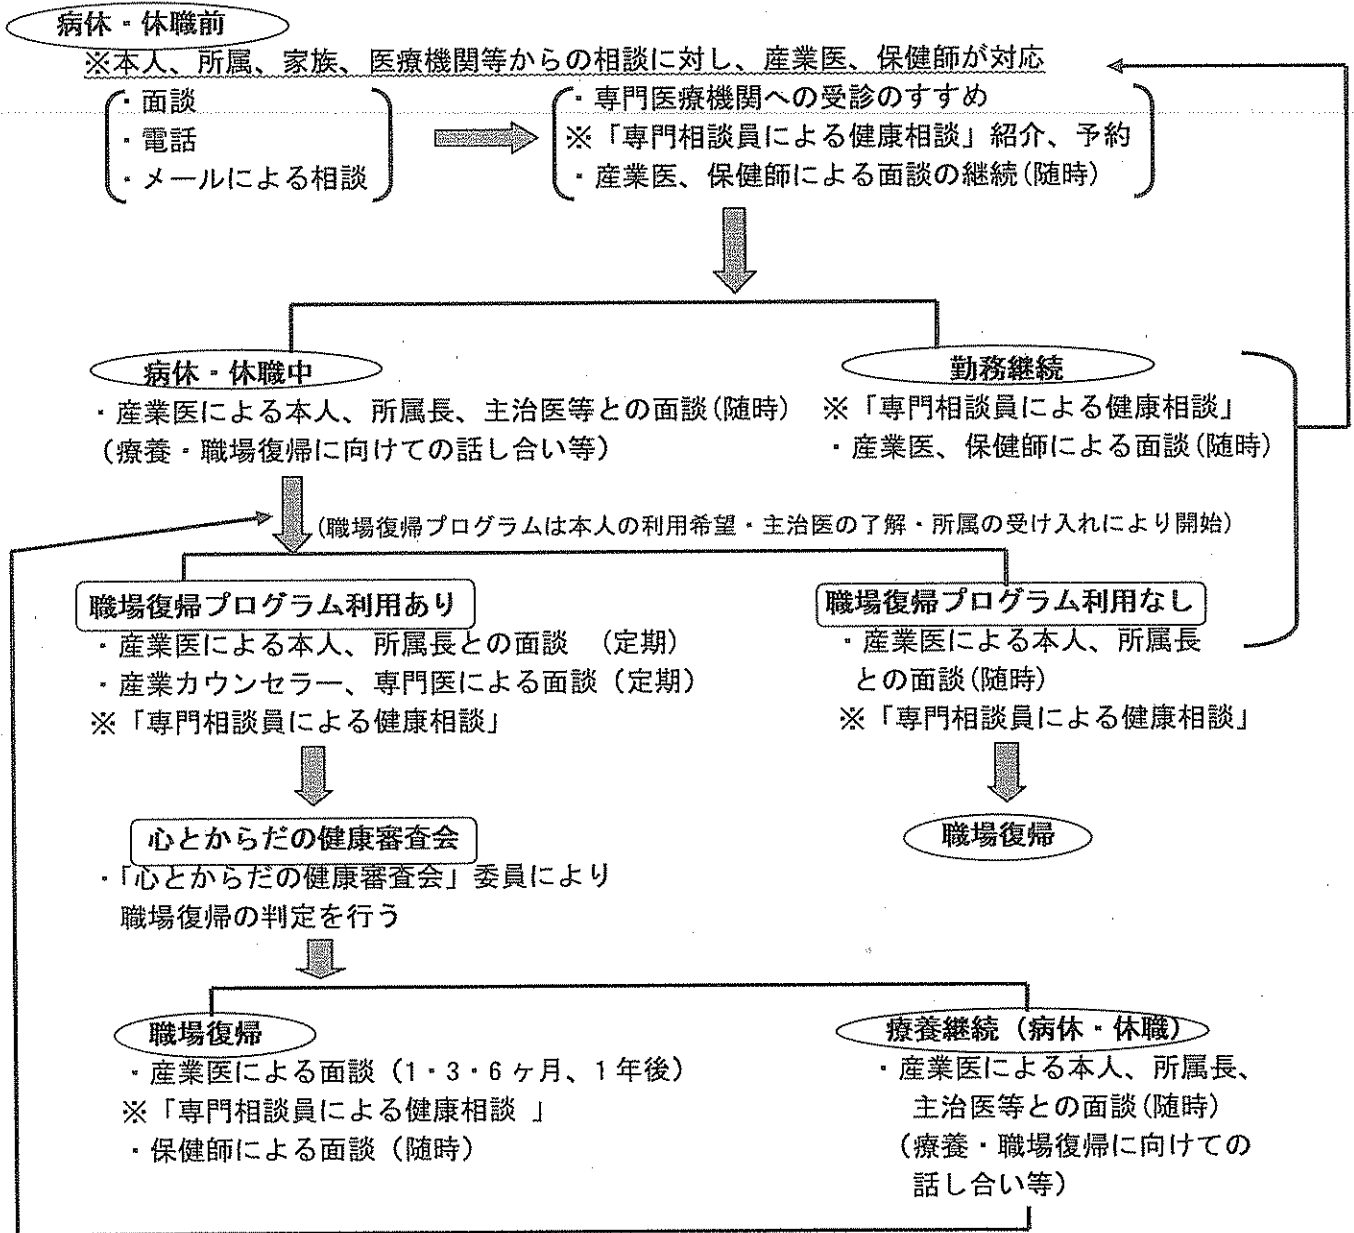 病休・休職前
※本人、所属、家族、医療機関等からの相談に対し、産業医、保健師が対応
・面談
・電話
・メールによる相談
・専門医療機関への受診のすすめ
※「専門相談員による健康相談」紹介、予約
・産業医、保健師による面談の継続(随時)
病休・休職中
・産業医による本人、所属長、主治医等との面談(随時)
(療養・職場復帰に向けての話し合い等)
勤務継続
※「専門相談員による健康相談」
・産業医、保健師による面談(随時)
(職場復帰プログラムは本人の利用希望・主治医の了解・所属の受け入れにより開始)
職場復帰プログラム利用あり
・産業医による本人、所属長との面談 (定期)
・産業カウンセラー、専門医による面談(定期)
※「専門相談員による健康相談」
職場復帰プログラム利用なし
・産業医による本人、所属長
との面談(随時)
※「専門相談員による健康相談」
職場復帰
心とからだの健康審査会
・「心とからだの健康審査会」委員により
職場復帰の判定を行う
職場復帰
・産業医による面談(1・3・6ヶ月、1年後)
※「専門相談員による健康相談 」
・保健師による面談(随時)
療養継続(病休・休職)
・産業医による本人、所属長、
主治医等との面談(随時)
(療養・職場復帰に向けての
話し合い等)